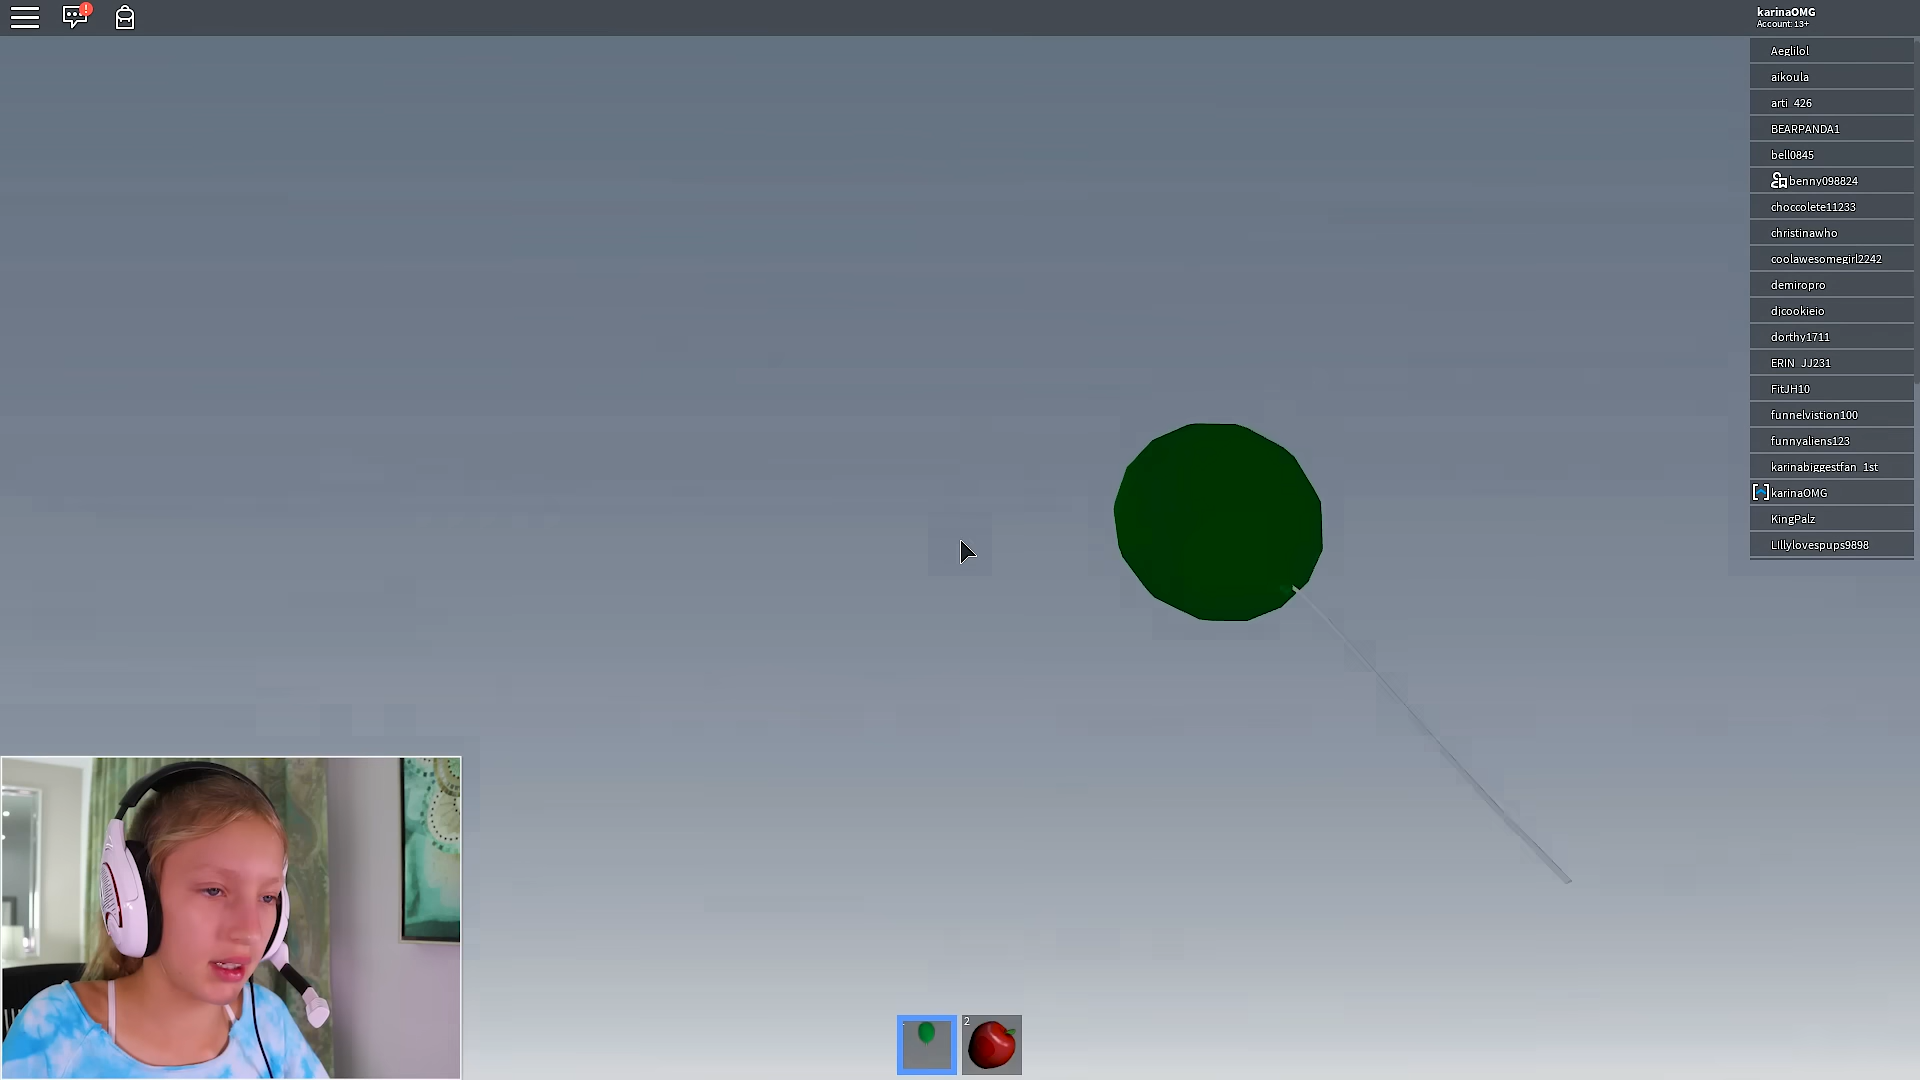 karinaOMG
Account: 13+
Aeglilol
aikoula
arti_426
BEARPANDA1
bell0845
benny098824
choccolete11233
christinawho
coolawesomegirl2242
demiropro
djcookieio
dorthy1711
ERIN_JJ231
FitJH10
funnelvistion100
funnyaliens123
karinabiggestfan_1st
karinaOMG
KingPalz
LIllylovespups9898
2